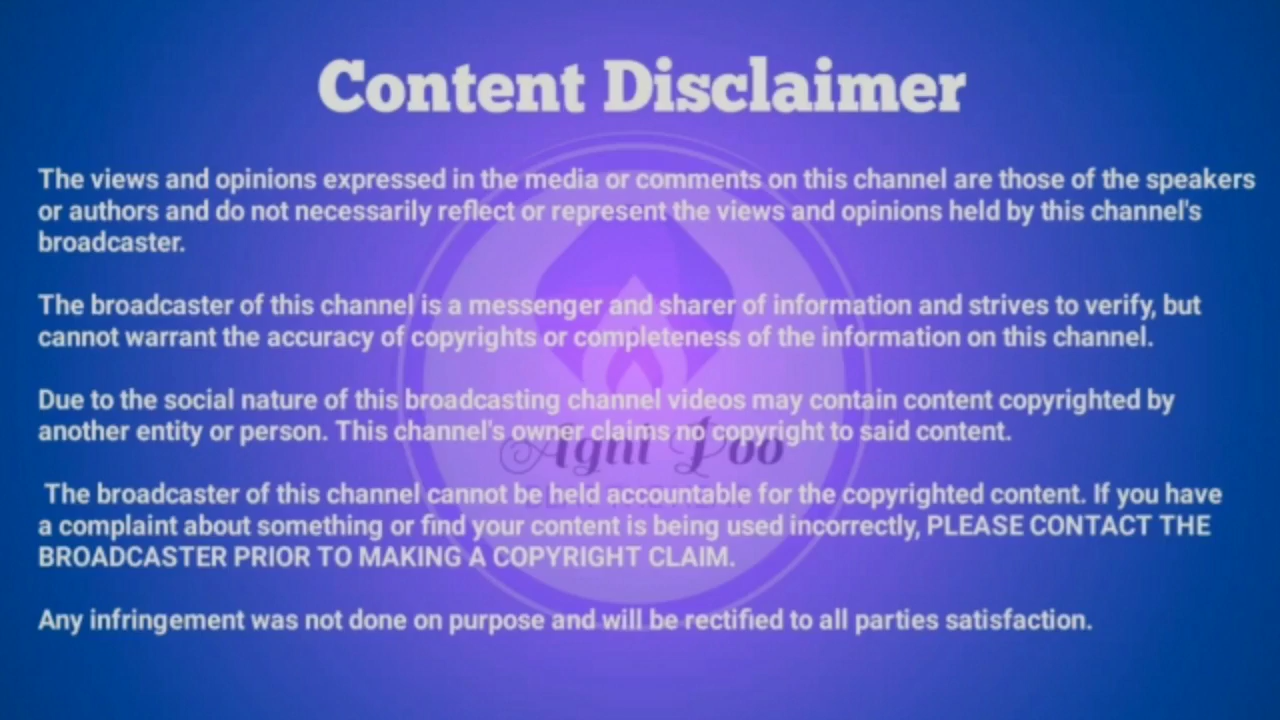 Content Disclaimer
The views and opinions expressed in the media or comments on this channel are those of the speakers
or authors and do not necessarily reflect or represent the views and opinions held by this channel's
broadcaster.
The broadcaster of this channel is a messenger and sharer of information and strives to verify, but
cannot warrant the accuracy of copyrights or completeness of the information on this channel.
Due to the social nature of this broadcasting channel videos may contain content copyrighted by
another entity or person. This channel's owner claims no copyright to said content.
Agni
The broadcaster of this channel cannot be held accountable for the copyrighted content. If you have
a complaint about something or find your content is being used incorrectly, PLEASE CONTACT THE
BROADCASTER PRIOR TO MAKING A COPYRIGHT CLAIM.
Any infringement was not done on purpose and will be rectified to all parties satisfaction.